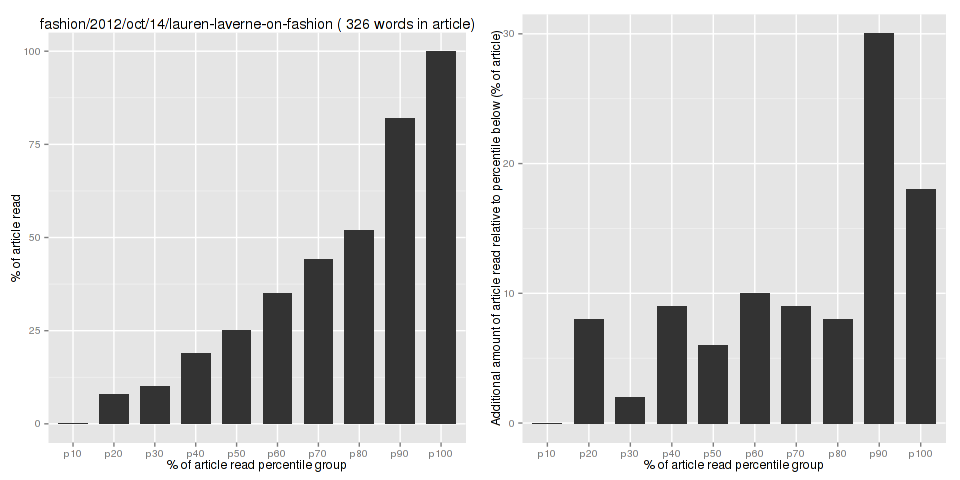 fashion/2012/oct/14/lauren-laverne-on-fashion ( 326 words in article)
% of article read
100
75
50
25
0
p10 p20 p30 p40 p50 p60 p70 p80 p90 p100
% of article read percentile group
Additional amount of article read relative to percentile below (% of article)
30
20
10
0
p10 p20 p30 p40 p50 p60 p70 p80 p90 p100
% of article read percentile group